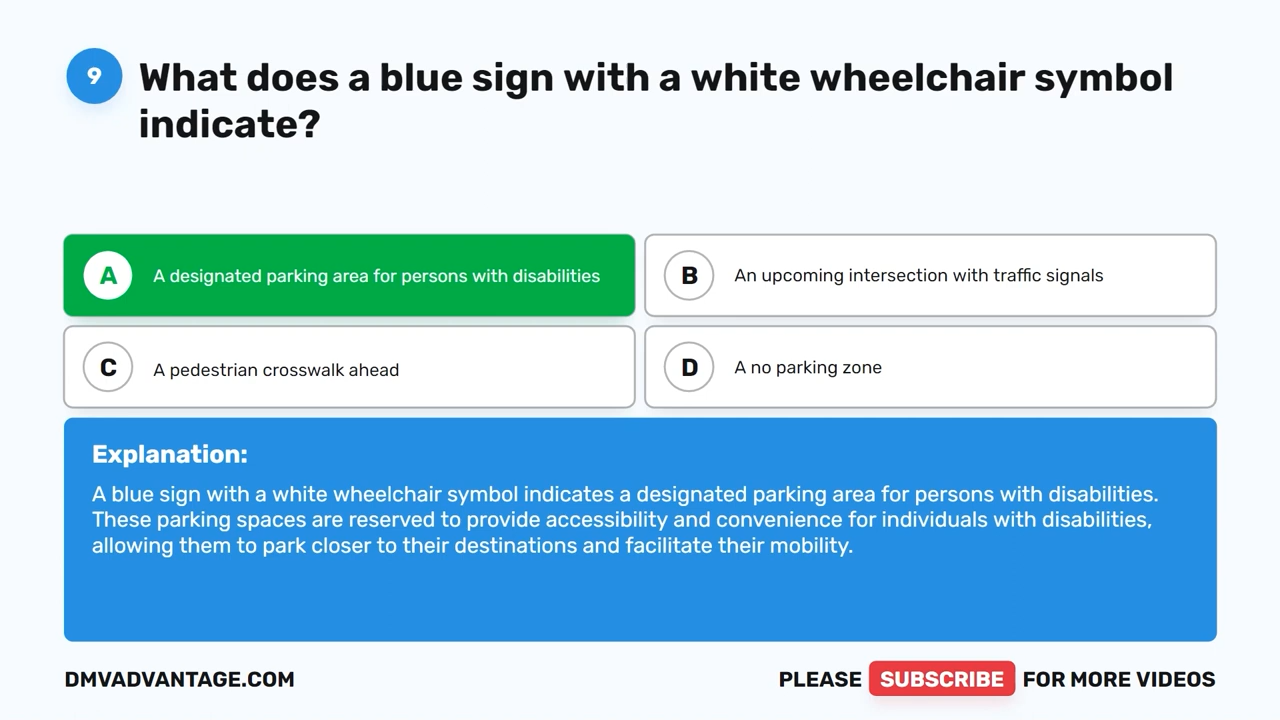 9
What does a blue sign with a white wheelchair symbol
indicate?
A A designated parking area for persons with disabilities
B An upcoming intersection with traffic signals
C A pedestrian crosswalk ahead
D A no parking zone
Explanation:
A blue sign with a white wheelchair symbol indicates a designated parking area for persons with disabilities.
These parking spaces are reserved to provide accessibility and convenience for individuals with disabilities,
allowing them to park closer to their destinations and facilitate their mobility.
DMVADVANTAGE.COM
PLEASE SUBSCRIBE FOR MORE VIDEOS